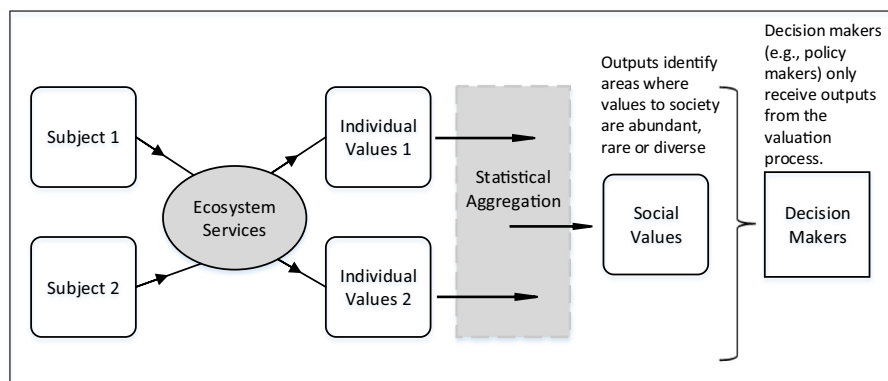 Subject 1
Subject 2
Ecosystem
Services
Individual
Values 1
Individual
Values 2
Statistical
Aggregation
Outputs identify
areas where
values to society
are abundant,
rare or diverse
Social
Values
Decision makers
(e.g., policy
makers) only
receive outputs
from the
valuation
process.
Decision
Makers